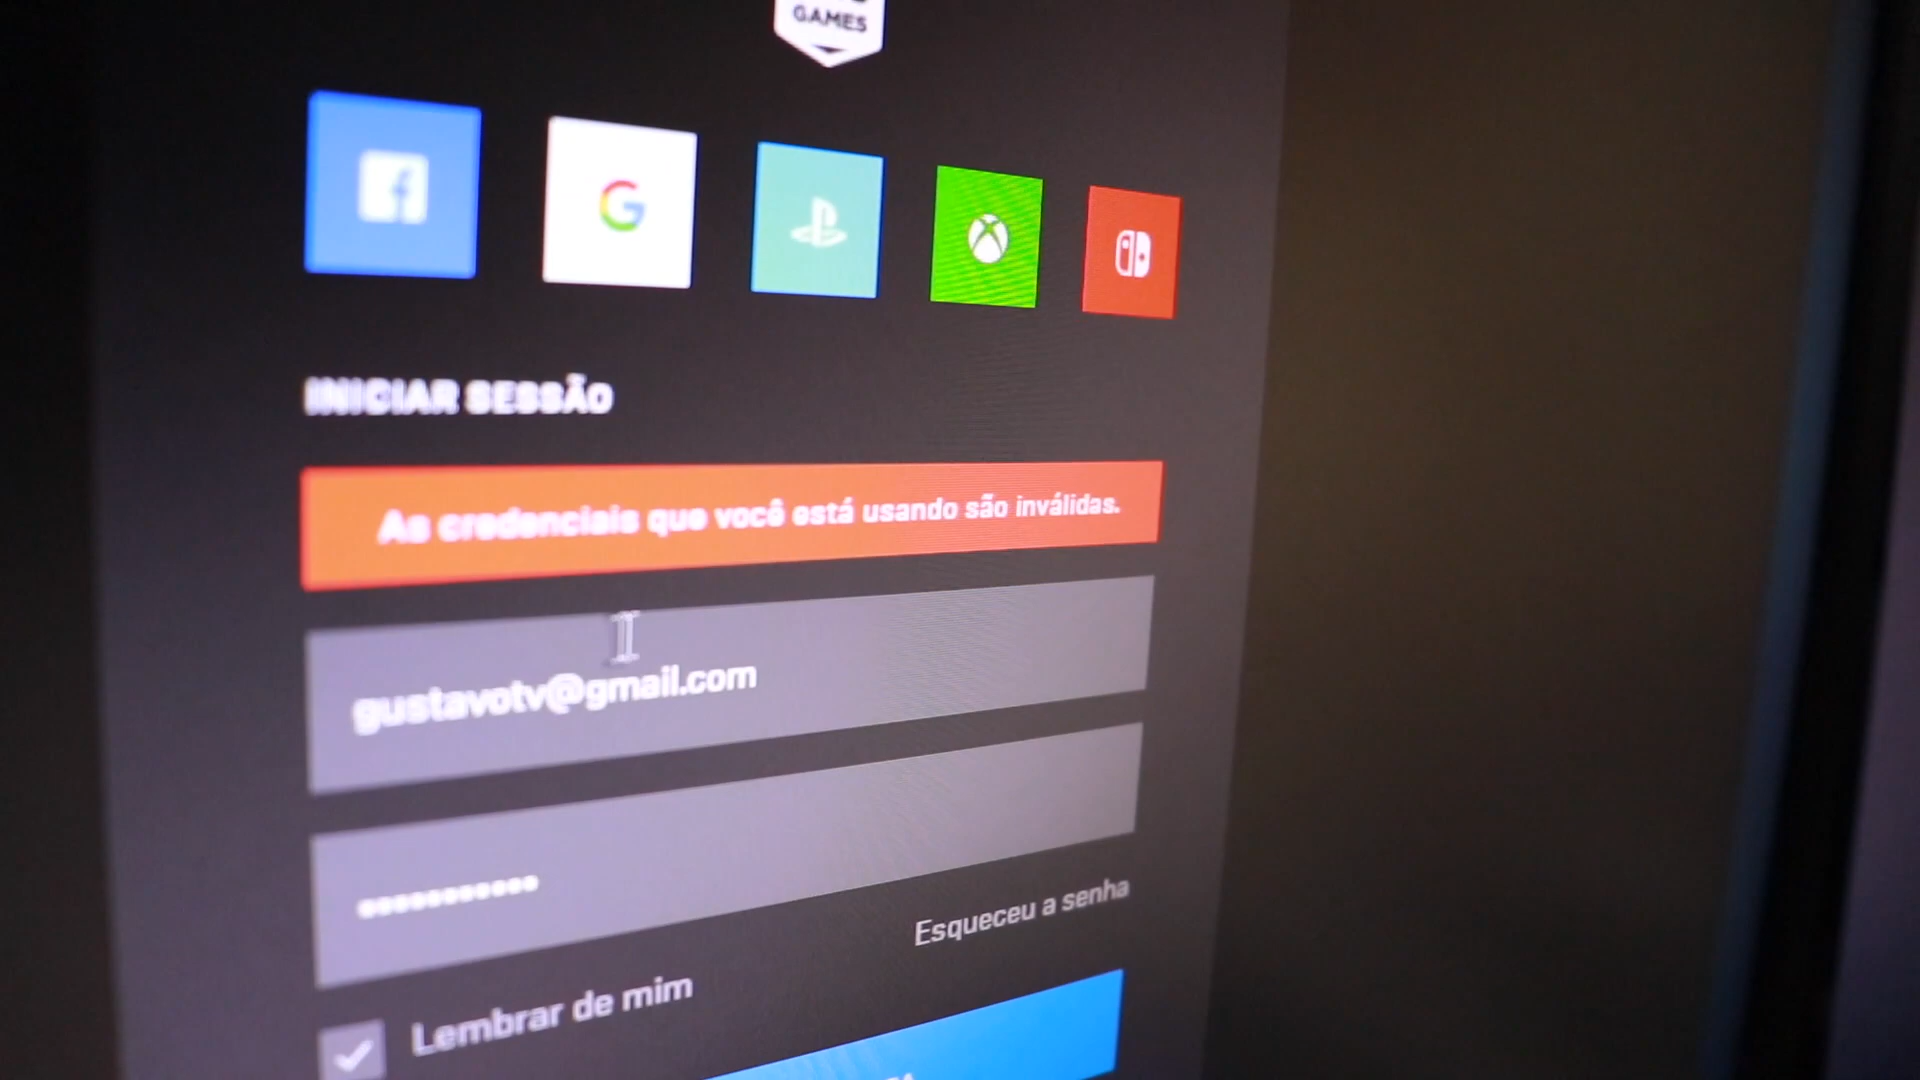 GAMES
INICIAR SESSÃO
As credenciais que você está usando são inválidas.
gustavotv@gmail.com
Esqueceu a senha
Lembrar de mim